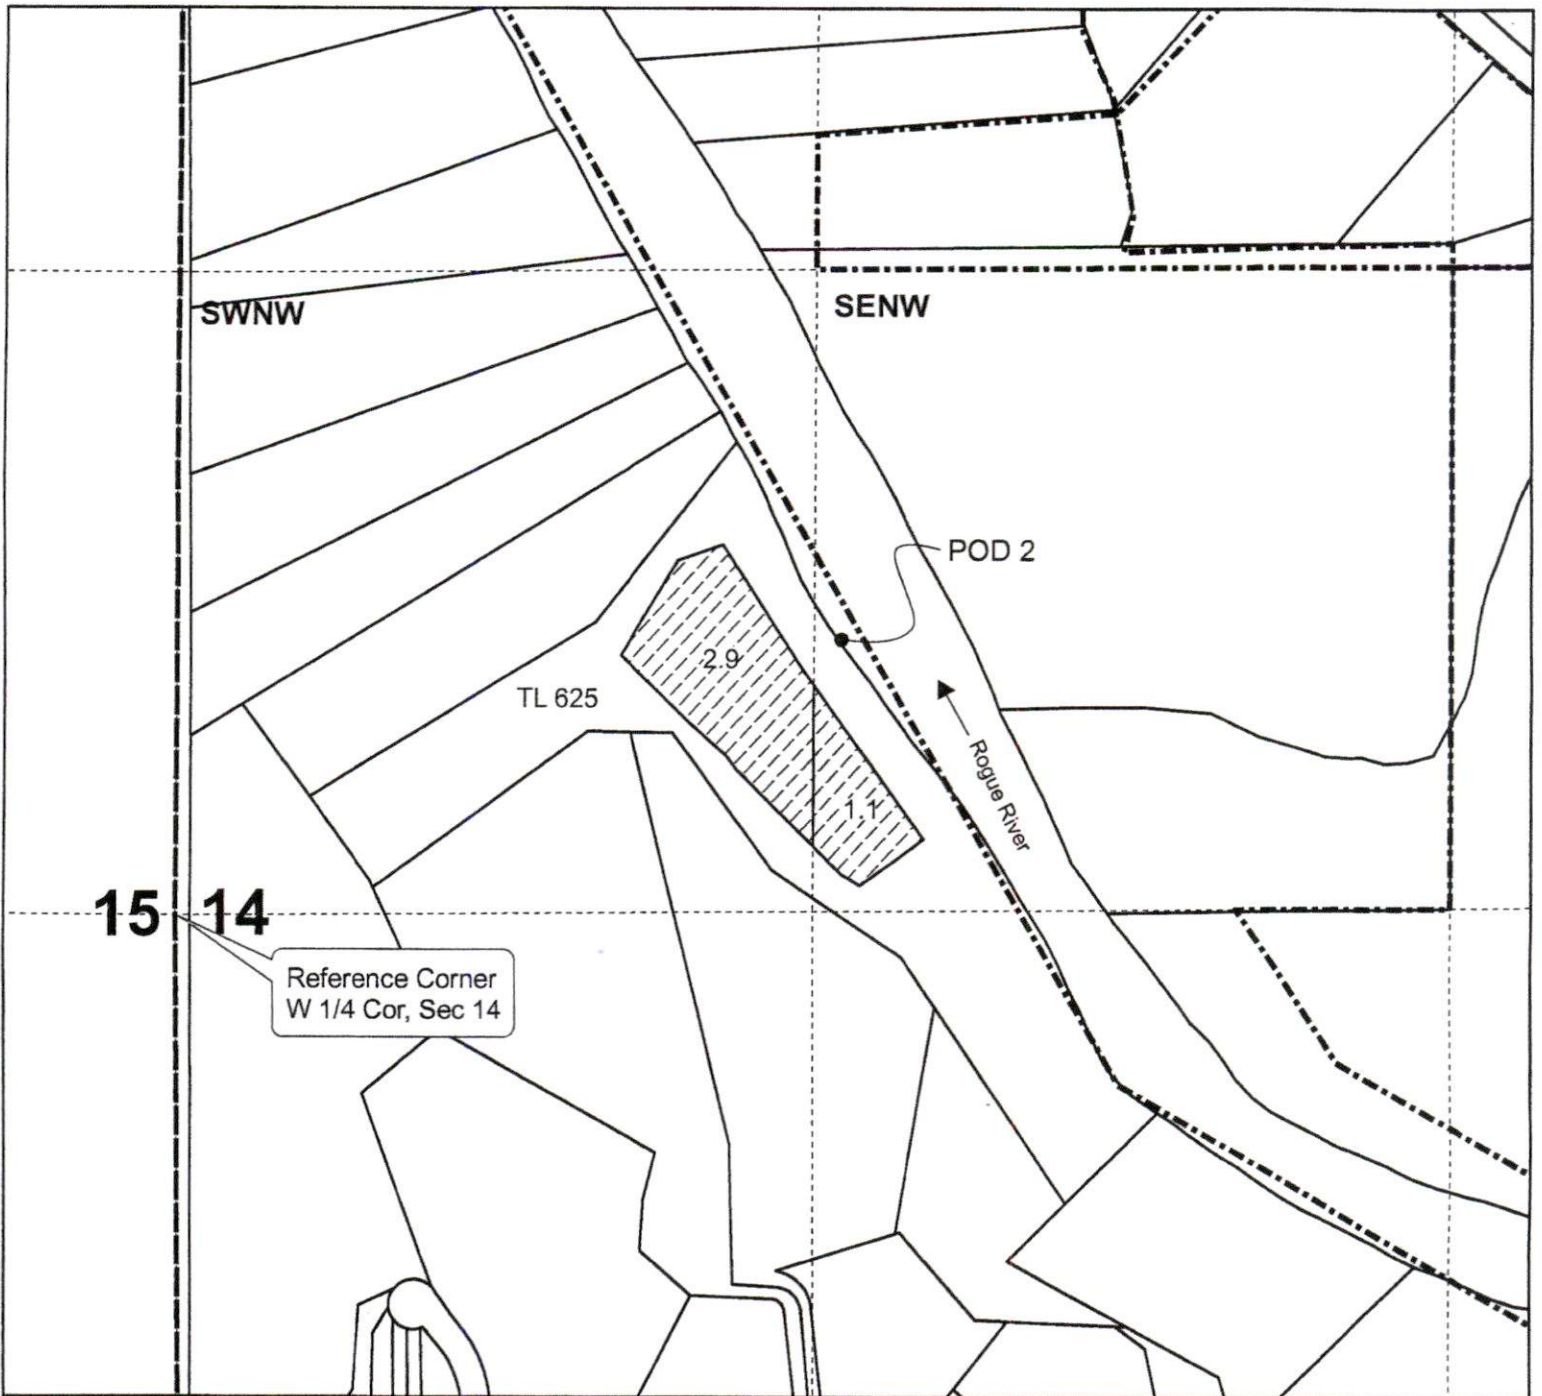 SWNW
SENW
POD 2
2.9
TL 625
Rogue River
1.1
15 14
Reference Corner
W 1/4 Cor, Sec 14